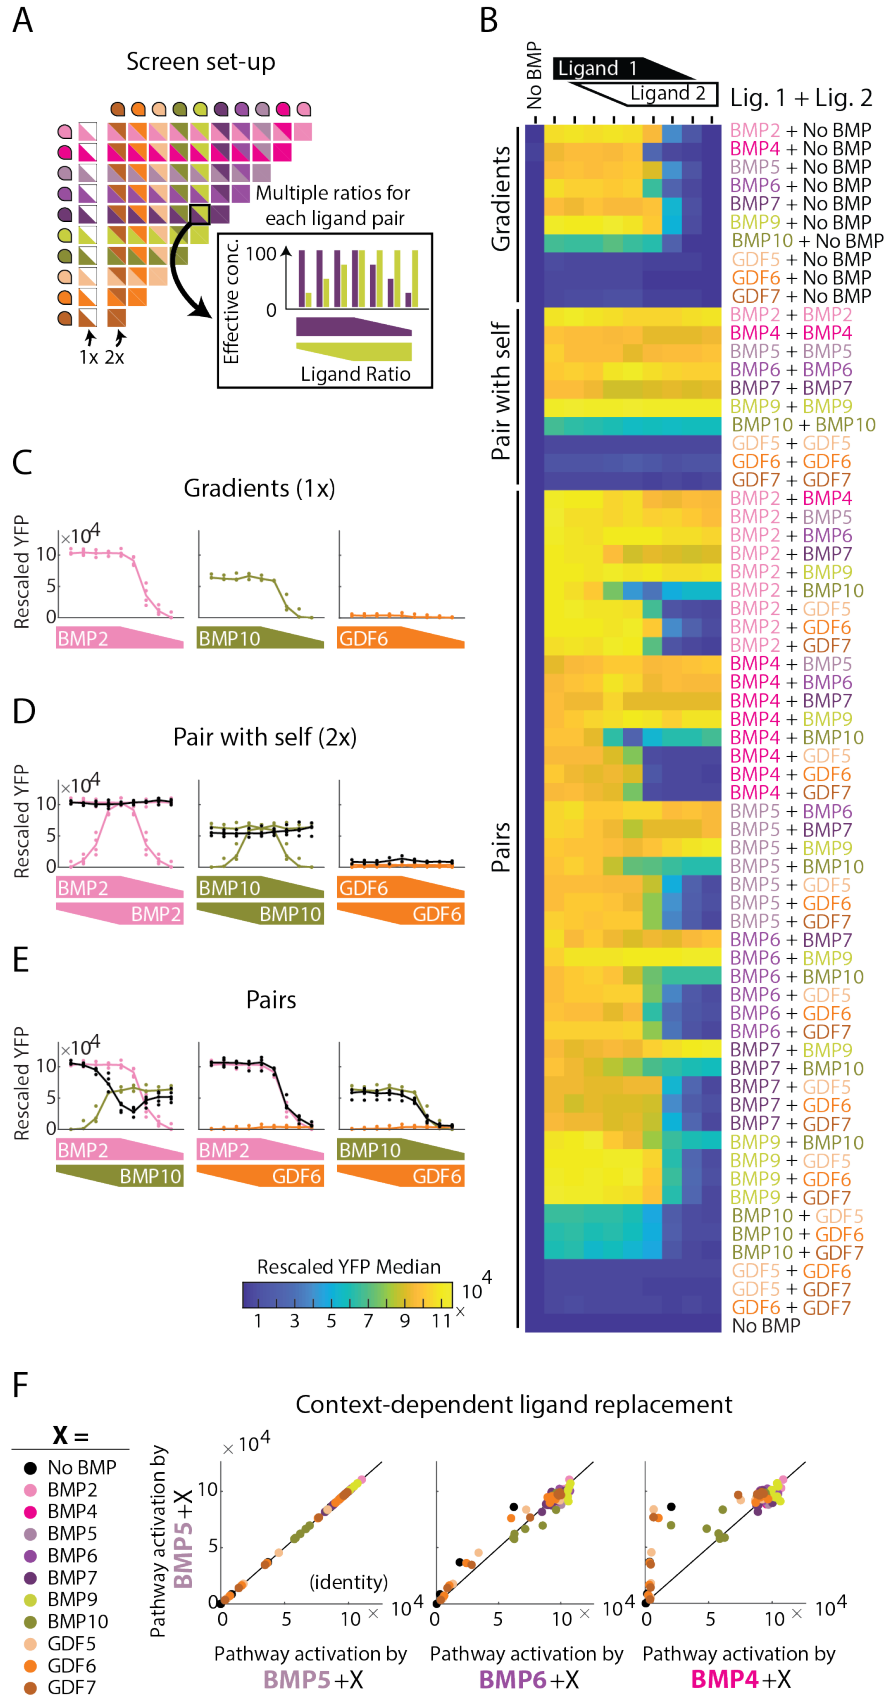 A
Screen set-up
Multiple ratios for
each ligand pair
Effective conc.
100
0
Ligand Ratio
1x 2x
B
No BMP
Ligand 1
Ligand 2
Lig. 1 + Lig. 2
Gradients
BMP2 + No BMP
BMP4 + No BMP
BMP5 + No BMP
BMP6 + No BMP
BMP7 + No BMP
BMP9 + No BMP
BMP10 + No BMP
GDF5 + No BMP
GDF6 + No BMP
GDF7 + No BMP
Pair with self
BMP2 + BMP2
BMP4 + BMP4
BMP5 + BMP5
BMP6 + BMP6
BMP7 + BMP7
BMP9 + BMP9
BMP10 + BMP10
GDF5 + GDF5
GDF6 + GDF6
GDF7 + GDF7
Pairs
BMP2 + BMP4
BMP2 + BMP5
BMP2 + BMP6
BMP2 + BMP7
BMP2 + BMP9
BMP2 + BMP10
BMP2 + GDF5
BMP2 + GDF6
BMP2 + GDF7
BMP4 + BMP5
BMP4 + BMP6
BMP4 + BMP7
BMP4 + BMP9
BMP4 + BMP10
BMP4 + GDF5
BMP4 + GDF6
BMP4 + GDF7
BMP5 + BMP6
BMP5 + BMP7
BMP5 + BMP9
BMP5 + BMP10
BMP5 + GDF5
BMP5 + GDF6
BMP5 + GDF7
BMP6 + BMP7
BMP6 + BMP9
BMP6 + BMP10
BMP6 + GDF5
BMP6 + GDF6
BMP6 + GDF7
BMP7 + BMP9
BMP7 + BMP10
BMP7 + GDF5
BMP7 + GDF6
BMP7 + GDF7
BMP9 + BMP10
BMP9 + GDF5
BMP9 + GDF6
BMP9 + GDF7
BMP10 + GDF5
BMP10 + GDF6
BMP10 + GDF7
GDF5 + GDF6
GDF5 + GDF7
GDF6 + GDF7
No BMP
C
Gradients (1x)
Rescaled YFP
×10⁴
10
5
0
BMP2
BMP10
GDF6
D
Pair with self (2x)
Rescaled YFP
×10⁴
10
5
0
BMP2
BMP2
BMP10
BMP10
GDF6
GDF6
E
Pairs
Rescaled YFP
×10⁴
10
5
0
BMP2
BMP10
BMP2
GDF6
BMP10
GDF6
Rescaled YFP Median
10⁴
×
1 3 5 7 9 11
F
Context-dependent ligand replacement
X =
No BMP
BMP2
BMP4
BMP5
BMP6
BMP7
BMP9
BMP10
GDF5
GDF6
GDF7
Pathway activation by
BMP5+X
× 10⁴
10
5
0
(identity)
0 5 10 × 10⁴
Pathway activation by
BMP5+X
0 5 10 × 10⁴
Pathway activation by
BMP6+X
0 5 10 × 10⁴
Pathway activation by
BMP4+X